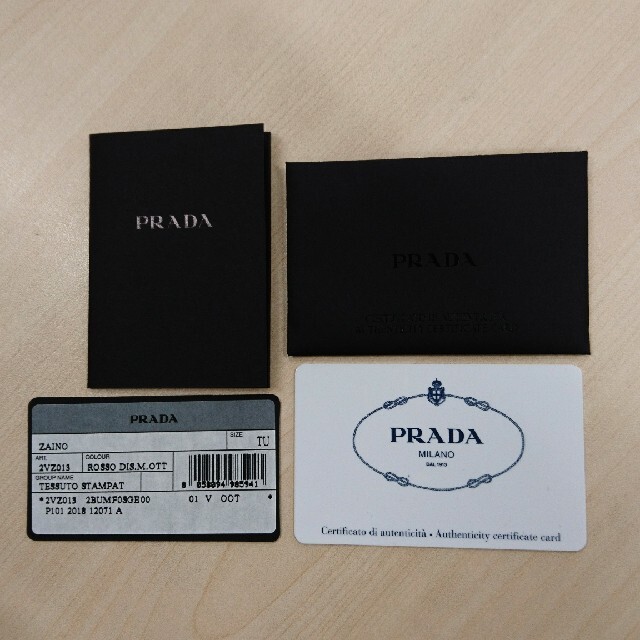 PRADA
PRADA
PRADA
ZAINO
SIZE
TU
ART.
COLOUR
2VZ013
ROSSO DIS.M.OTT
GROUP NAME
TESSUTO STAMPAT
*2VZ013 2BUMF0SGE00 01 V OOT *
P101 2018 12071 A
PRADA
MILANO
DAL 1913
Certificato di autenticità • Authenticity certificate card